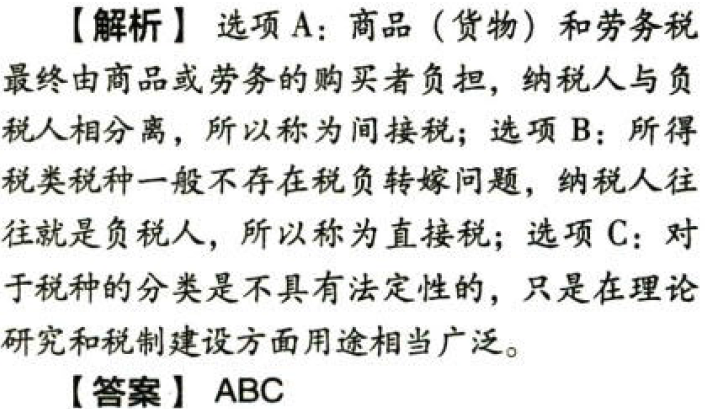 【解析】 选项 A：商品（货物）和劳务税
最终由商品或劳务的购买者负担，纳税人与负
税人相分离，所以称为间接税；选项 B：所得
税类税种一般不存在税负转嫁问题，纳税人往
往就是负税人，所以称为直接税；选项 C：对
于税种的分类是不具有法定性的，只是在理论
研究和税制建设方面用途相当广泛。
【答案】 ABC